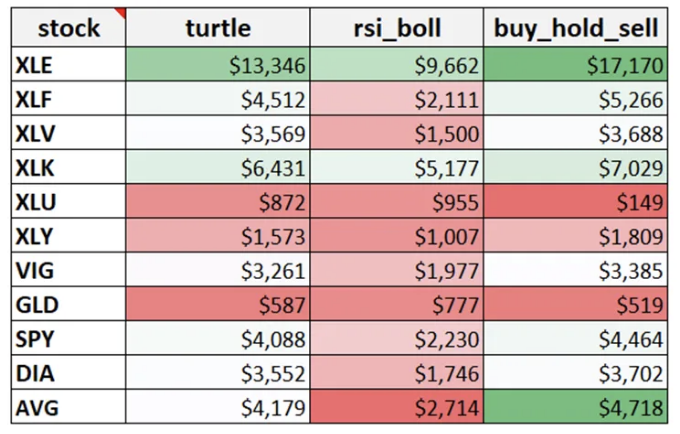 stock turtle rsi_boll buy_hold_sell
XLE $13,346 $9,662 $17,170
XLF $4,512 $2,111 $5,266
XLV $3,569 $1,500 $3,688
XLK $6,431 $5,177 $7,029
XLU $872 $955 $149
XLY $1,573 $1,007 $1,809
VIG $3,261 $1,977 $3,385
GLD $587 $777 $519
SPY $4,088 $2,230 $4,464
DIA $3,552 $1,746 $3,702
AVG $4,179 $2,714 $4,718